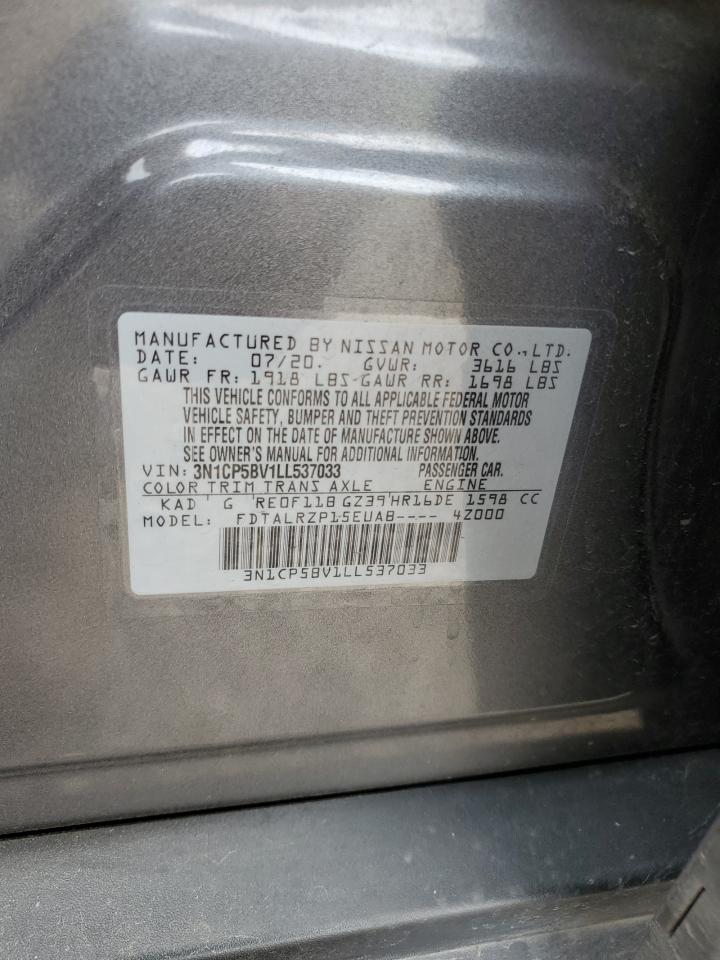 MANUFACTURED BY NISSAN MOTOR CO.,LTD.
DATE: 07/20. GVWR: 3616 LBS
GAWR FR: 1918 LBS-GAWR RR: 1698 LBS
THIS VEHICLE CONFORMS TO ALL APPLICABLE FEDERAL MOTOR
VEHICLE SAFETY, BUMPER AND THEFT PREVENTION STANDARDS
IN EFFECT ON THE DATE OF MANUFACTURE SHOWN ABOVE.
SEE OWNER'S MANUAL FOR ADDITIONAL INFORMATION.
VIN: 3N1CP5BV1LL537033 PASSENGER CAR.
COLOR TRIM TRANS AXLE ENGINE
KAD ' G 'RE0F11B GZ39'HR16DE 1598 CC
MODEL: FDTALRZP15EUAB---- 4Z000
3N1CP5BV1LL537033